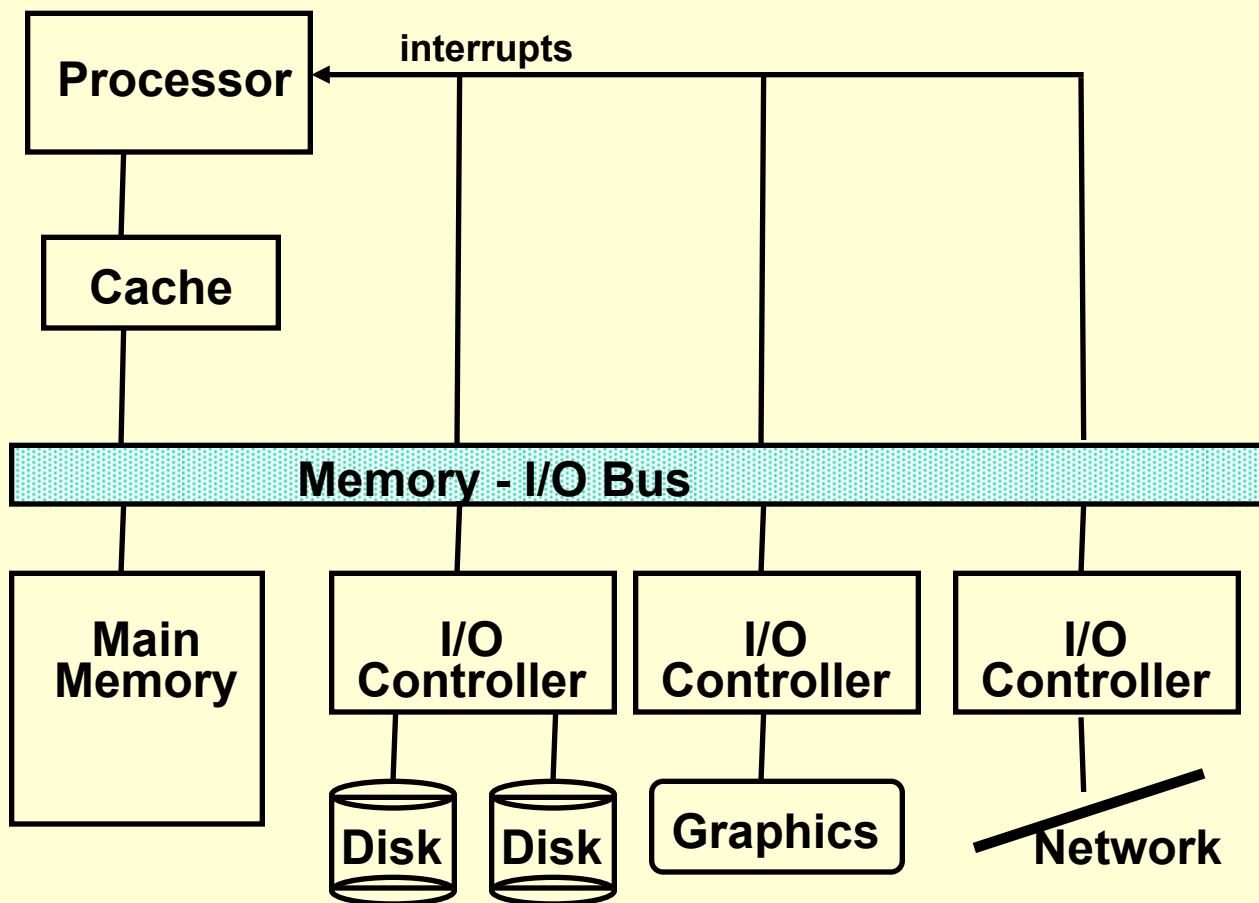 interrupts
Processor
Cache
Memory - I/O Bus
Main
Memory
I/O
Controller
I/O
Controller
I/O
Controller
Disk
Disk
Graphics
Network